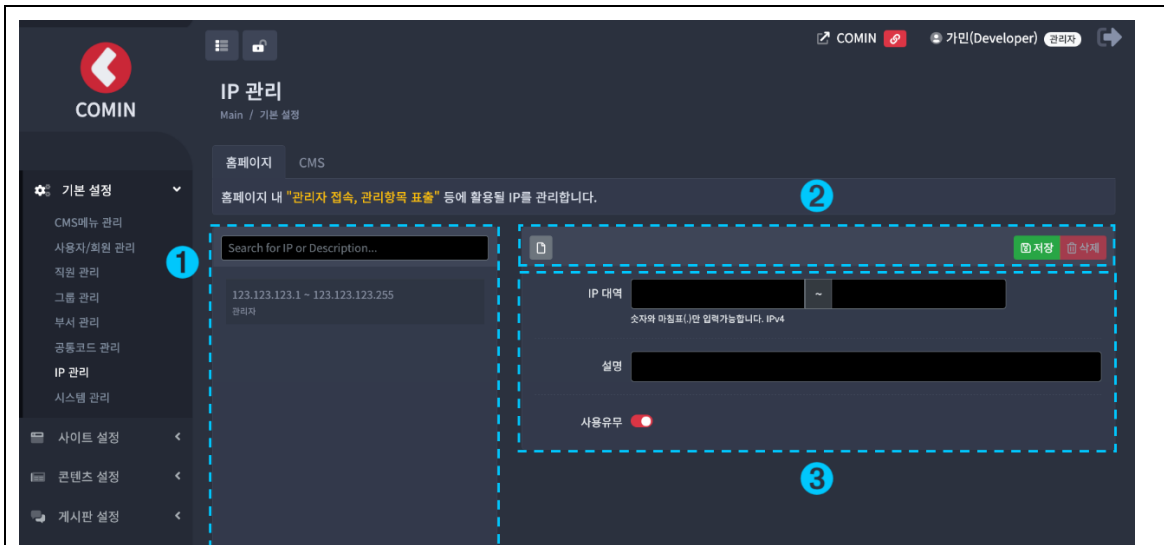 COMIN
COMIN
가민(Developer) 관리자
IP 관리
Main / 기본 설정
홈페이지
CMS
홈페이지 내 "관리자 접속, 관리항목 표출" 등에 활용될 IP를 관리합니다.
기본 설정
CMS메뉴 관리
사용자/회원 관리
직원 관리
그룹 관리
부서 관리
공통코드 관리
IP 관리
시스템 관리
사이트 설정
콘텐츠 설정
게시판 설정
1
Search for IP or Description...
123.123.123.1 ~ 123.123.123.255
관리자
2
저장
삭제
IP 대역
~
숫자와 마침표(.)만 입력가능합니다. IPv4
설명
사용유무
3